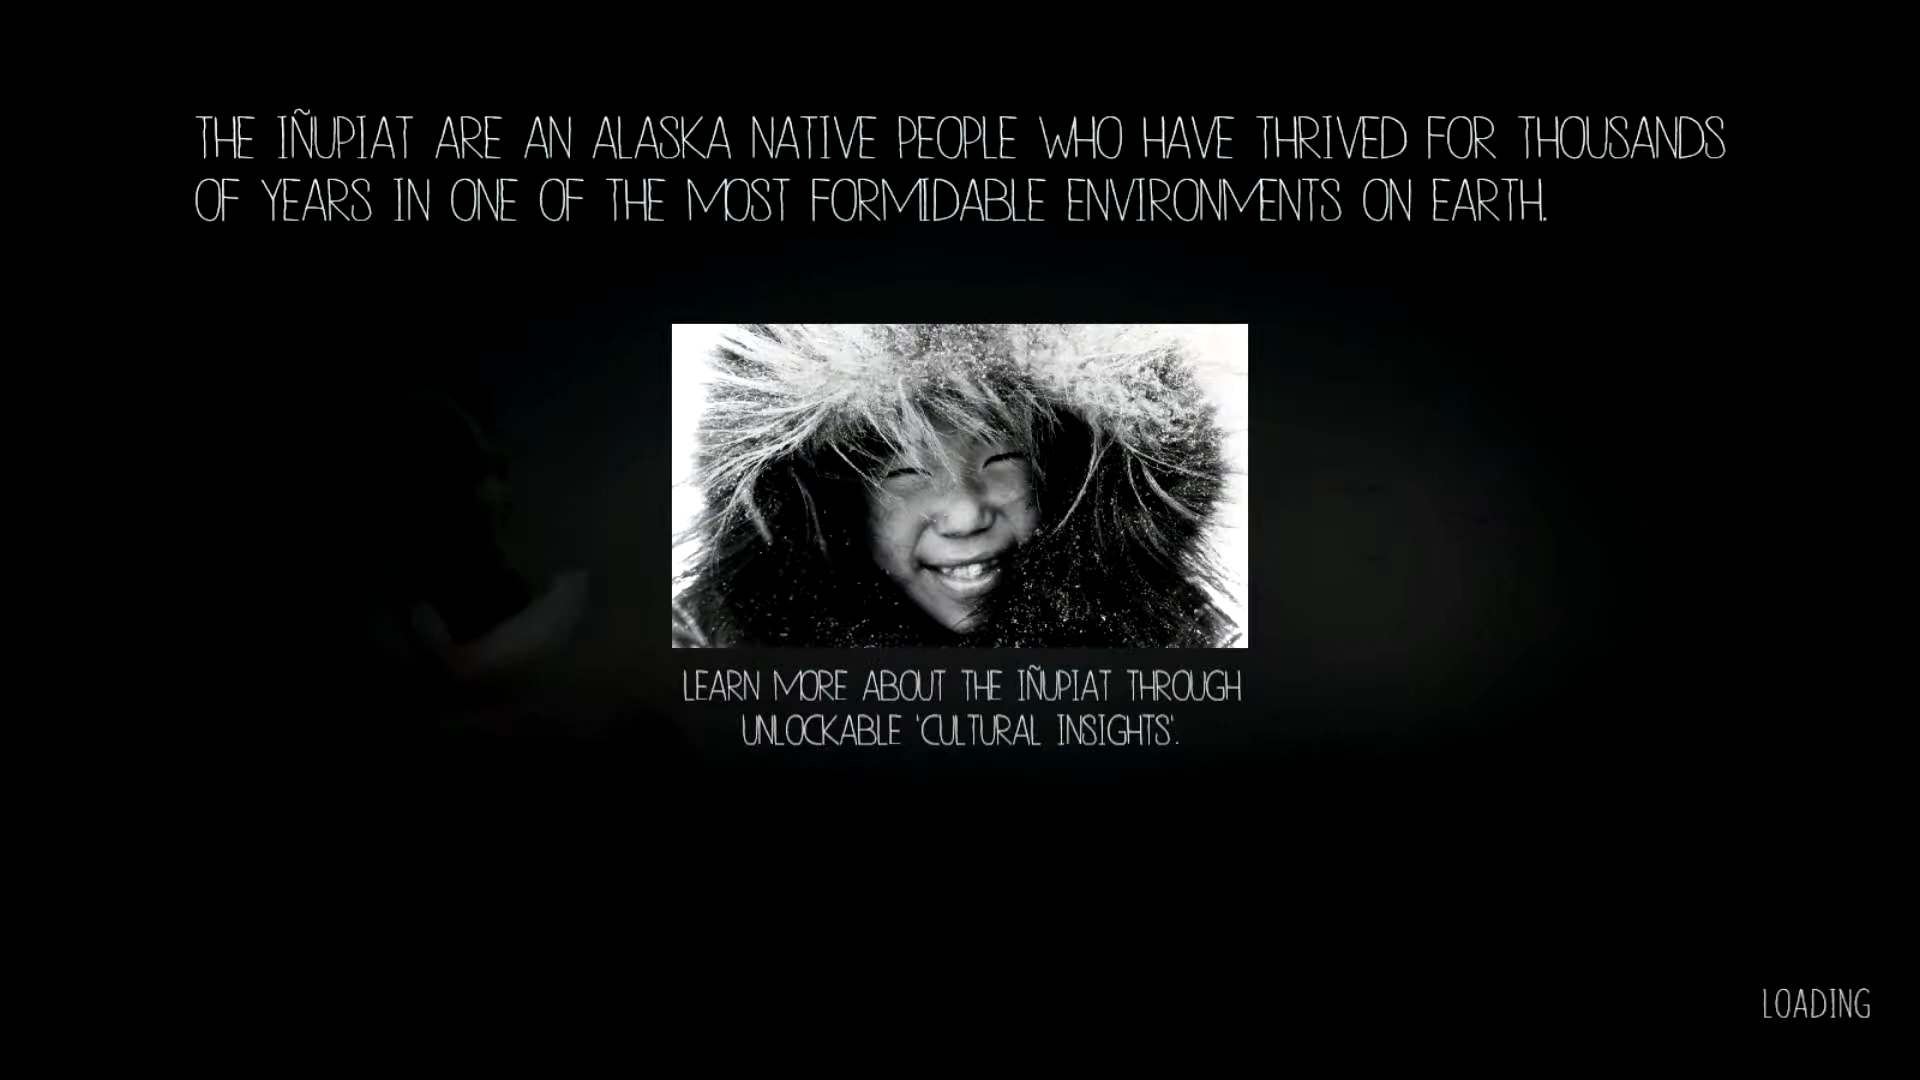 THE IÑUPIAT ARE AN ALASKA NATIVE PEOPLE WHO HAVE THRIVED FOR THOUSANDS
OF YEARS IN ONE OF THE MOST FORMIDABLE ENVIRONMENTS ON EARTH.
LEARN MORE ABOUT THE IÑUPIAT THROUGH
UNLOCKABLE 'CULTURAL INSIGHTS'.
LOADING